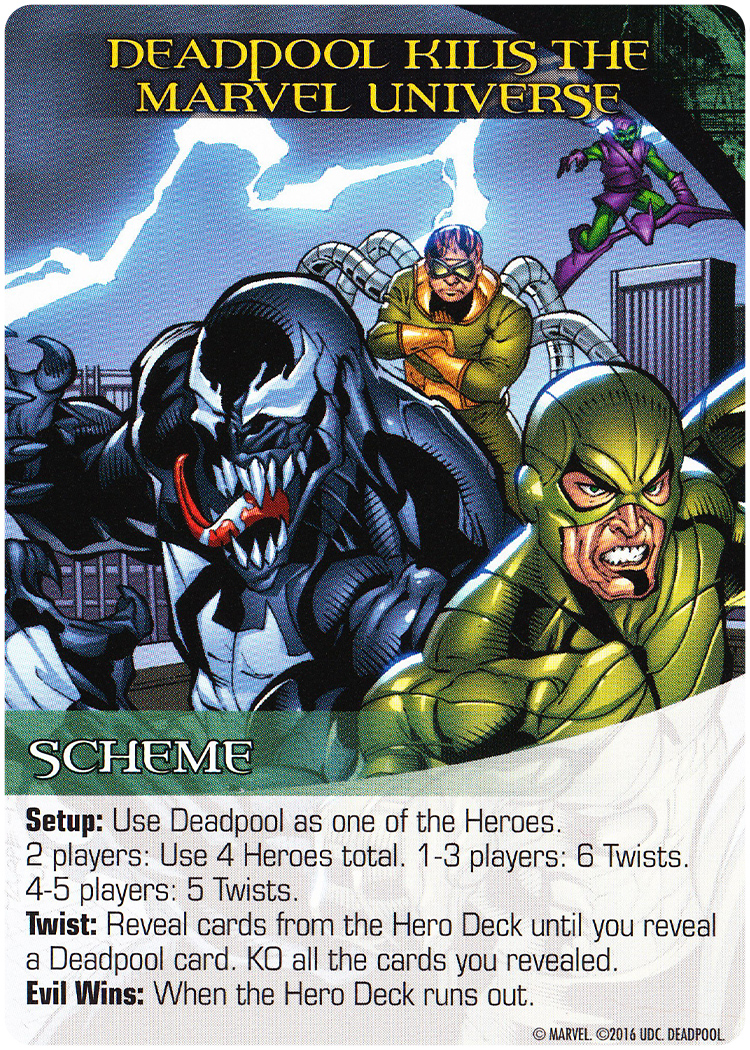 DEADPOOL KILLS THE
MARVEL UNIVERSE
SCHEME
Setup: Use Deadpool as one of the Heroes.
2 players: Use 4 Heroes total. 1-3 players: 6 Twists.
4-5 players: 5 Twists.
Twist: Reveal cards from the Hero Deck until you reveal
a Deadpool card. KO all the cards you revealed.
Evil Wins: When the Hero Deck runs out.
© MARVEL. ©2016 UDC. DEADPOOL.